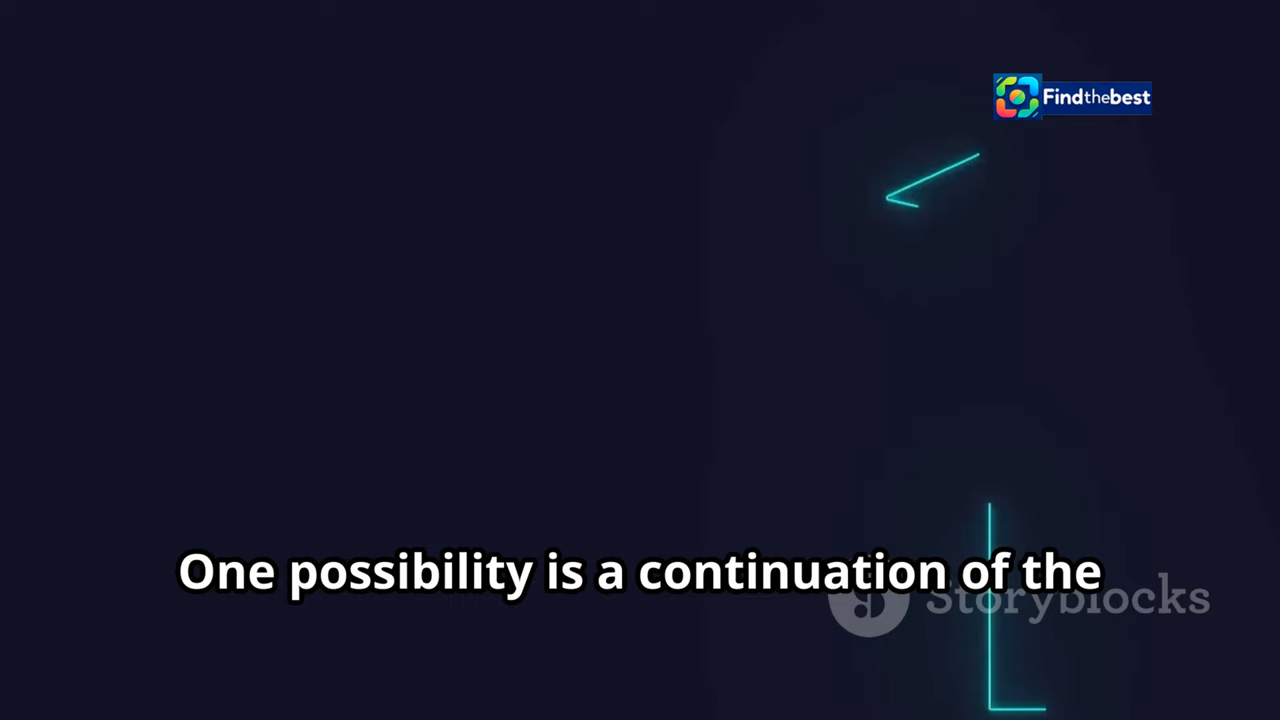 Findthebest
One possibility is a continuation of the
Storyblocks